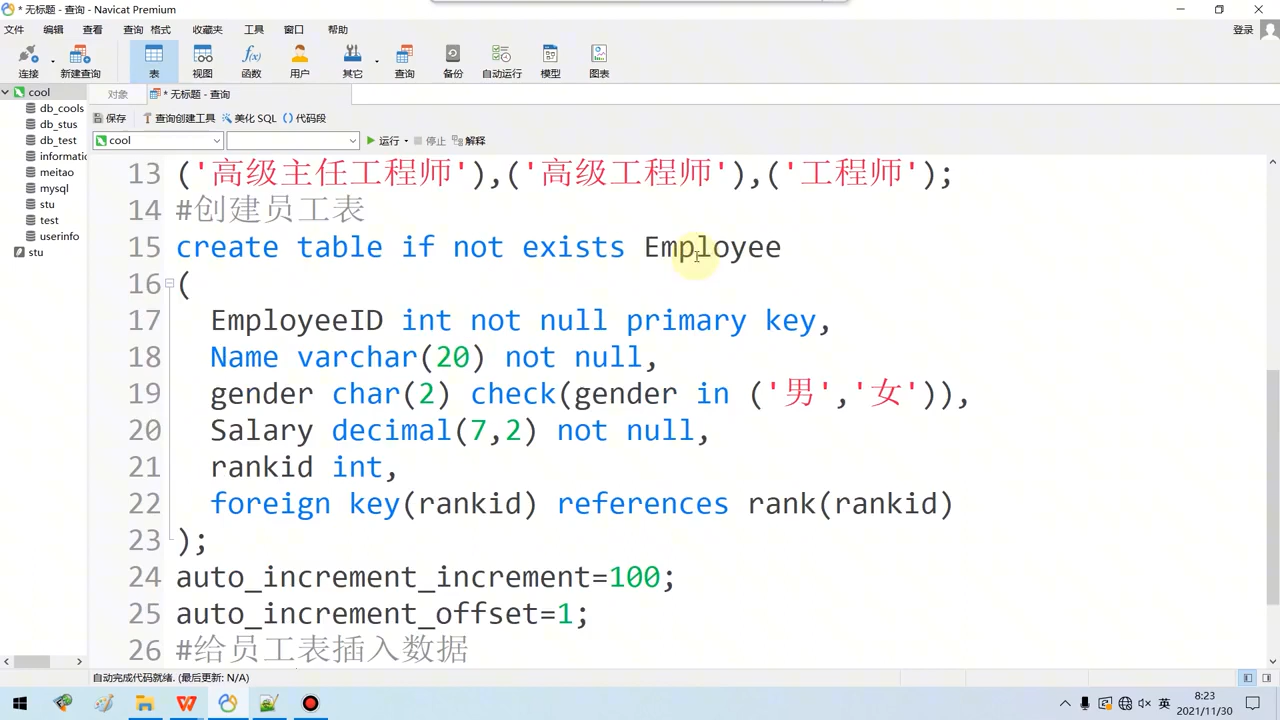 * 无标题 - 查询 - Navicat Premium
文件 编辑 查看 查询 格式 收藏夹 工具 窗口 帮助 登录
连接 新建查询 表 视图 函数 用户 其它 查询 备份 自动运行 模型 图表
cool
db_cools
db_stus
db_test
informatic
meitao
mysql
stu
test
userinfo
stu
对象 * 无标题 - 查询
保存 查询创建工具 美化 SQL () 代码段
cool 运行 停止 解释
13 ('高级主任工程师'),('高级工程师'),('工程师');
14 #创建员工表
15 create table if not exists Employee
16 (
17 EmployeeID int not null primary key,
18 Name varchar(20) not null,
19 gender char(2) check(gender in ('男','女')),
20 Salary decimal(7,2) not null,
21 rankid int,
22 foreign key(rankid) references rank(rankid)
23 );
24 auto_increment_increment=100;
25 auto_increment_offset=1;
26 #给员工表插入数据
自动完成代码就绪. (最后更新: N/A)
英 8:23
2021/11/30